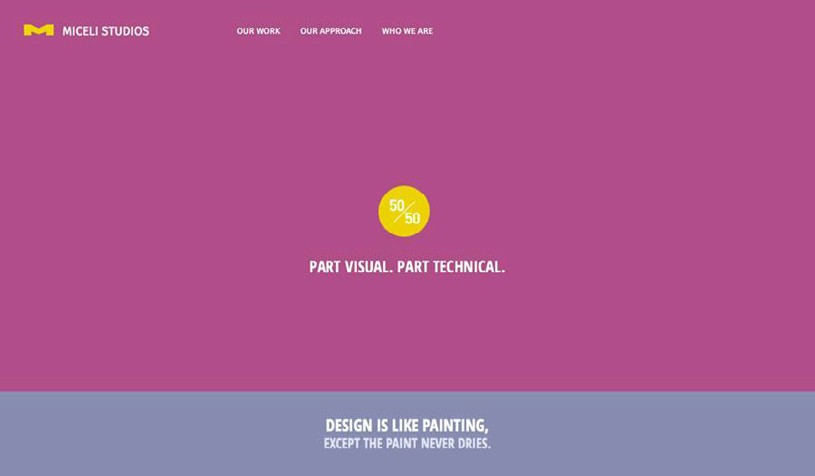 MICELI STUDIOS
OUR WORK OUR APPROACH WHO WE ARE
50/50
PART VISUAL. PART TECHNICAL.
DESIGN IS LIKE PAINTING,
EXCEPT THE PAINT NEVER DRIES.